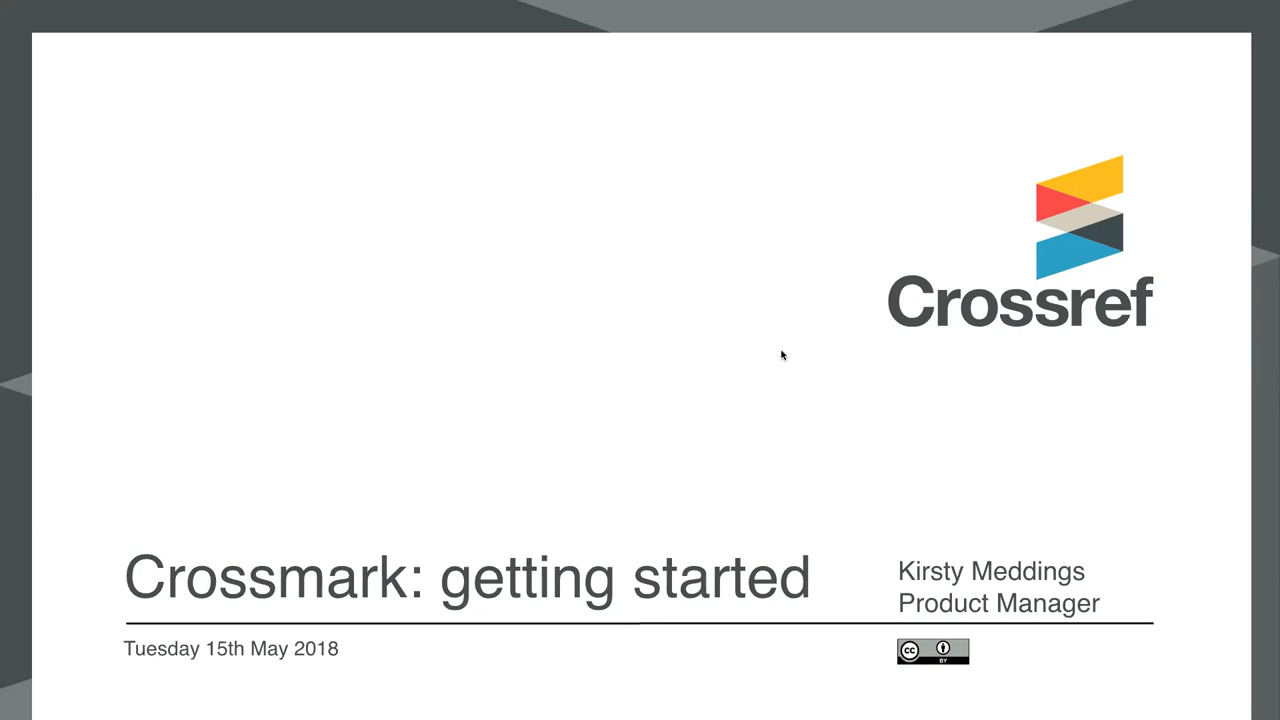 Crossref
Crossmark: getting started
Kirsty Meddings
Product Manager
Tuesday 15th May 2018
cc
BY